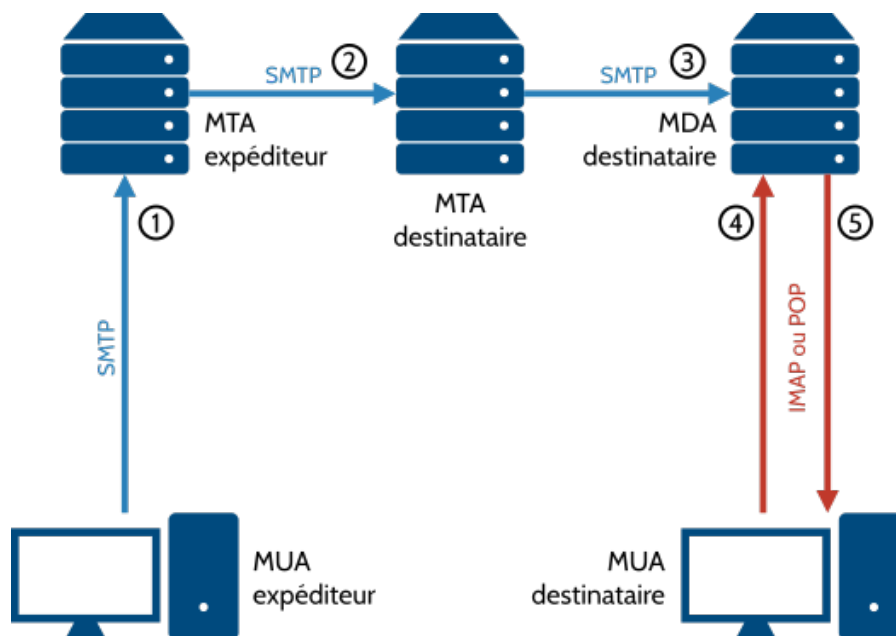 SMTP
②
SMTP
③
MTA
expéditeur
MDA
destinataire
MTA
destinataire
①
④
⑤
SMTP
IMAP ou POP
MUA
expéditeur
MUA
destinataire